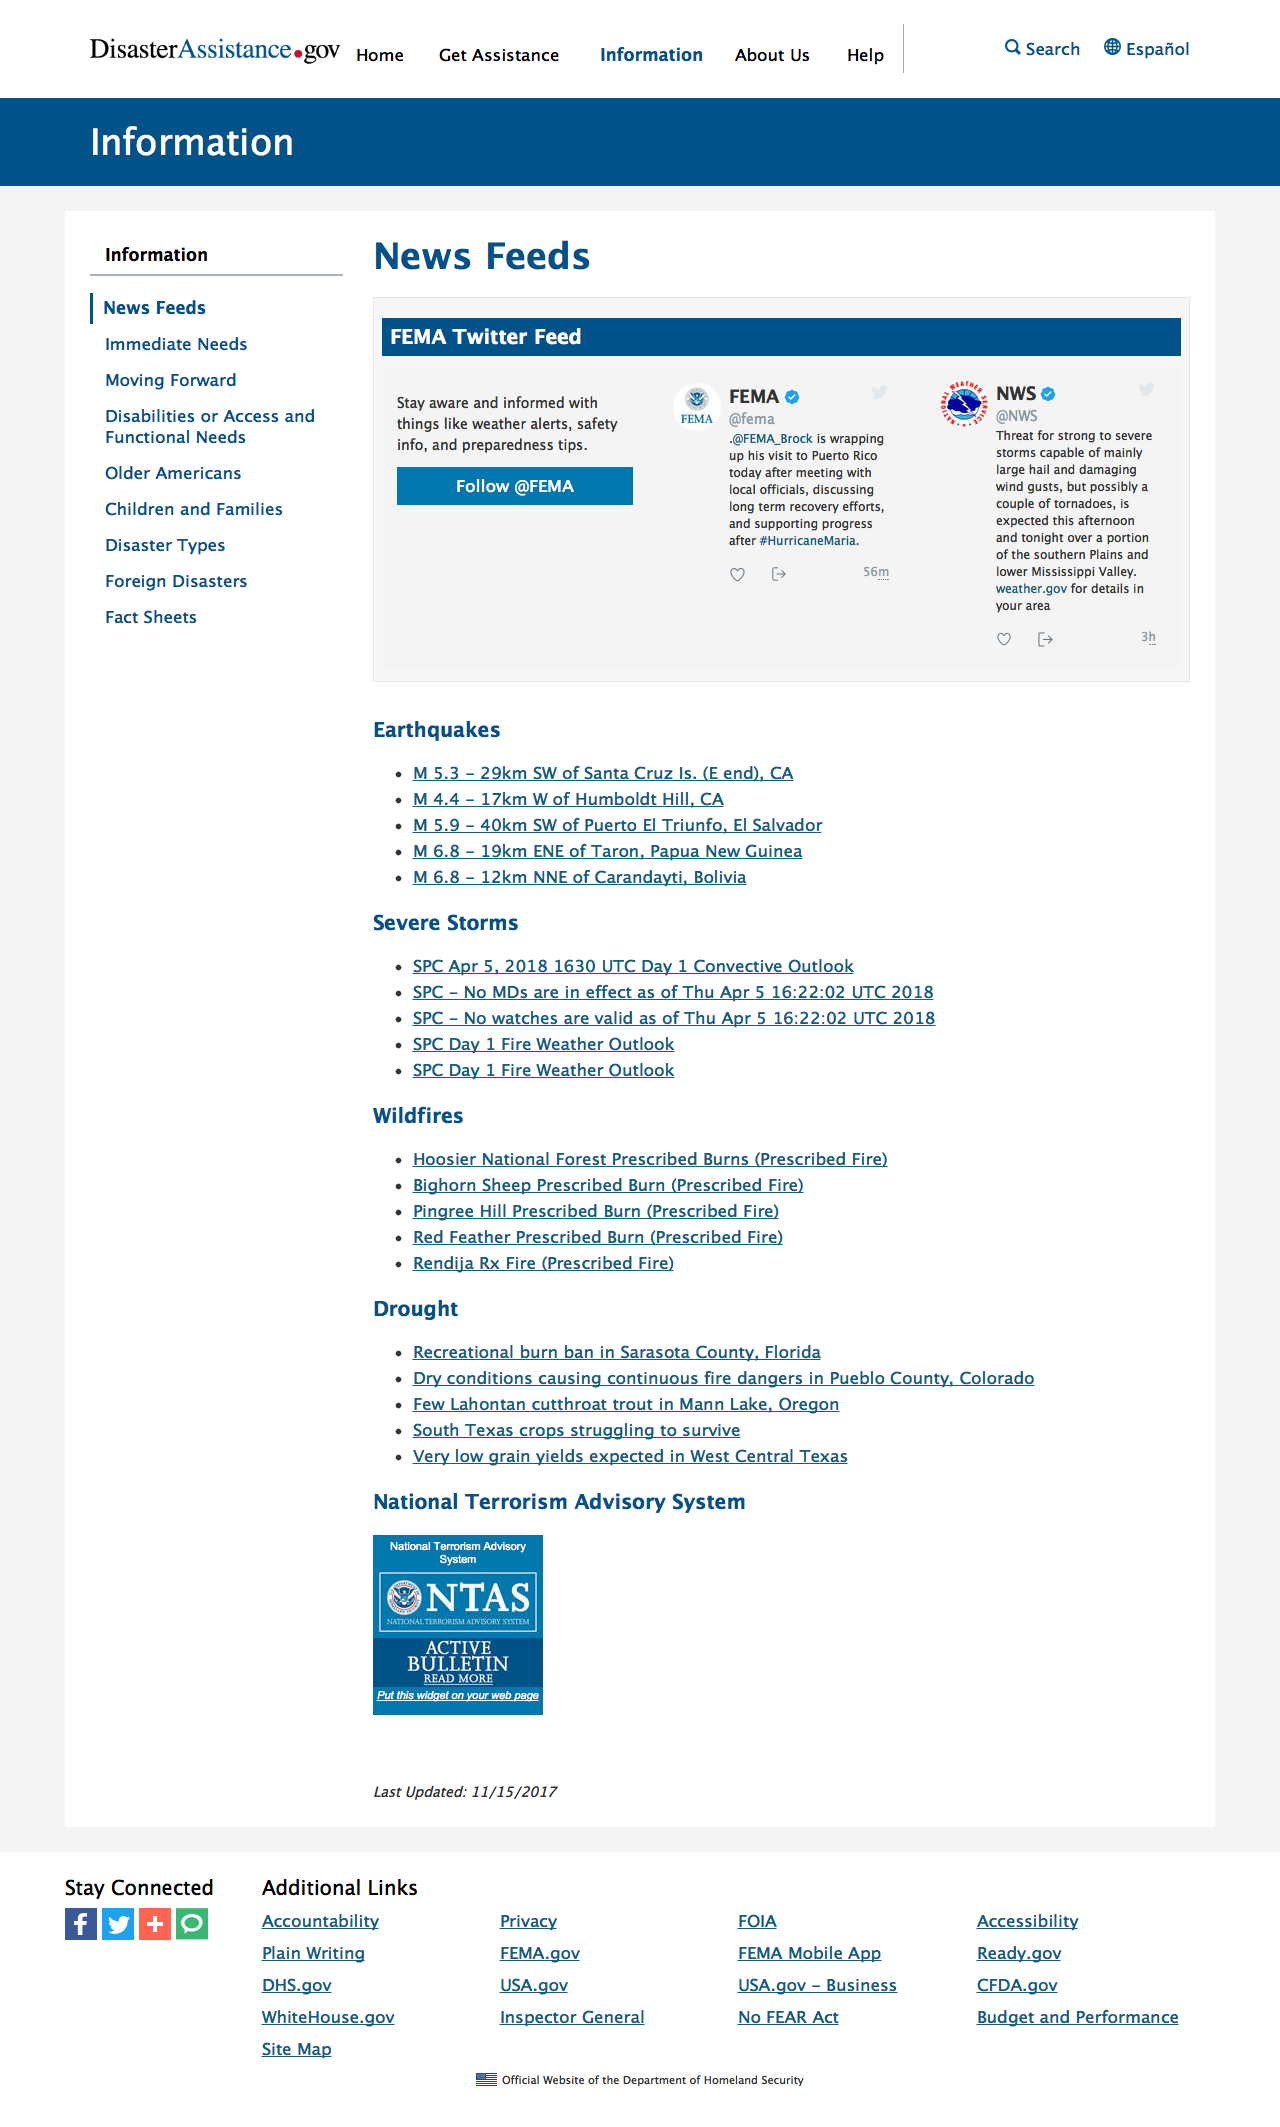 DisasterAssistance.gov
Home
Get Assistance
Information
About Us
Help
Search
Español
Information
Information
News Feeds
Immediate Needs
Moving Forward
Disabilities or Access and
Functional Needs
Older Americans
Children and Families
Disaster Types
Foreign Disasters
Fact Sheets
News Feeds
FEMA Twitter Feed
Stay aware and informed with
things like weather alerts, safety
info, and preparedness tips.
Follow @FEMA
FEMA
FEMA
@fema
.@FEMA_Brock is wrapping
up his visit to Puerto Rico
today after meeting with
local officials, discussing
long term recovery efforts,
and supporting progress
after #HurricaneMaria.
56m
NWS
@NWS
Threat for strong to severe
storms capable of mainly
large hail and damaging
wind gusts, but possibly a
couple of tornadoes, is
expected this afternoon
and tonight over a portion
of the southern Plains and
lower Mississippi Valley.
weather.gov for details in
your area
3h
Earthquakes
M 5.3 - 29km SW of Santa Cruz Is. (E end), CA
M 4.4 - 17km W of Humboldt Hill, CA
M 5.9 - 40km SW of Puerto El Triunfo, El Salvador
M 6.8 - 19km ENE of Taron, Papua New Guinea
M 6.8 - 12km NNE of Carandayti, Bolivia
Severe Storms
SPC Apr 5, 2018 1630 UTC Day 1 Convective Outlook
SPC - No MDs are in effect as of Thu Apr 5 16:22:02 UTC 2018
SPC - No watches are valid as of Thu Apr 5 16:22:02 UTC 2018
SPC Day 1 Fire Weather Outlook
SPC Day 1 Fire Weather Outlook
Wildfires
Hoosier National Forest Prescribed Burns (Prescribed Fire)
Bighorn Sheep Prescribed Burn (Prescribed Fire)
Pingree Hill Prescribed Burn (Prescribed Fire)
Red Feather Prescribed Burn (Prescribed Fire)
Rendija Rx Fire (Prescribed Fire)
Drought
Recreational burn ban in Sarasota County, Florida
Dry conditions causing continuous fire dangers in Pueblo County, Colorado
Few Lahontan cutthroat trout in Mann Lake, Oregon
South Texas crops struggling to survive
Very low grain yields expected in West Central Texas
National Terrorism Advisory System
National Terrorism Advisory
System
NTAS
NATIONAL TERRORISM ADVISORY SYSTEM
ACTIVE
BULLETIN
READ MORE
Put this widget on your web page
Last Updated: 11/15/2017
Stay Connected
Additional Links
Accountability
Privacy
FOIA
Accessibility
Plain Writing
FEMA.gov
FEMA Mobile App
Ready.gov
DHS.gov
USA.gov
USA.gov - Business
CFDA.gov
WhiteHouse.gov
Inspector General
No FEAR Act
Budget and Performance
Site Map
Official Website of the Department of Homeland Security